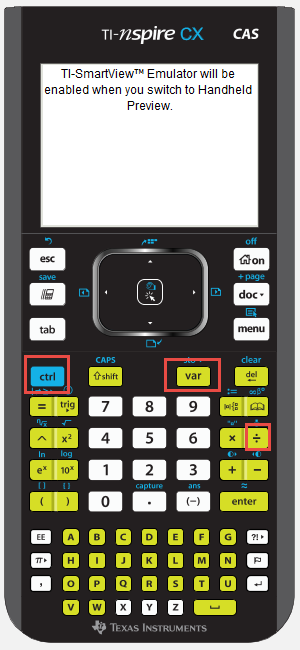 TI-nspire CX CAS
TI-SmartView™ Emulator will be
enabled when you switch to Handheld
Preview.
off
esc
on
save
+ page
doc
tab
menu
CAPS
sto
clear
ctrl
shift
var
del
= trig 7 8 9
^ x² 4 5 6 × ÷
ln log
eˣ 10ˣ 1 2 3 + −
[ ] { } capture ans ≈
( ) 0 . (−) enter
EE A B C D E F G ?!
π H I J K L M N
, O P Q R S T U
V W X Y Z
TEXAS INSTRUMENTS